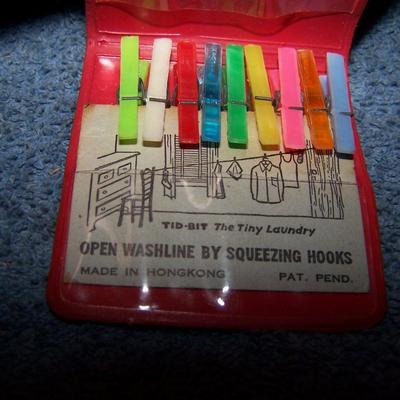 TID-BIT The Tiny Laundry
OPEN WASHLINE BY SQUEEZING HOOKS
MADE IN HONGKONG PAT. PEND.